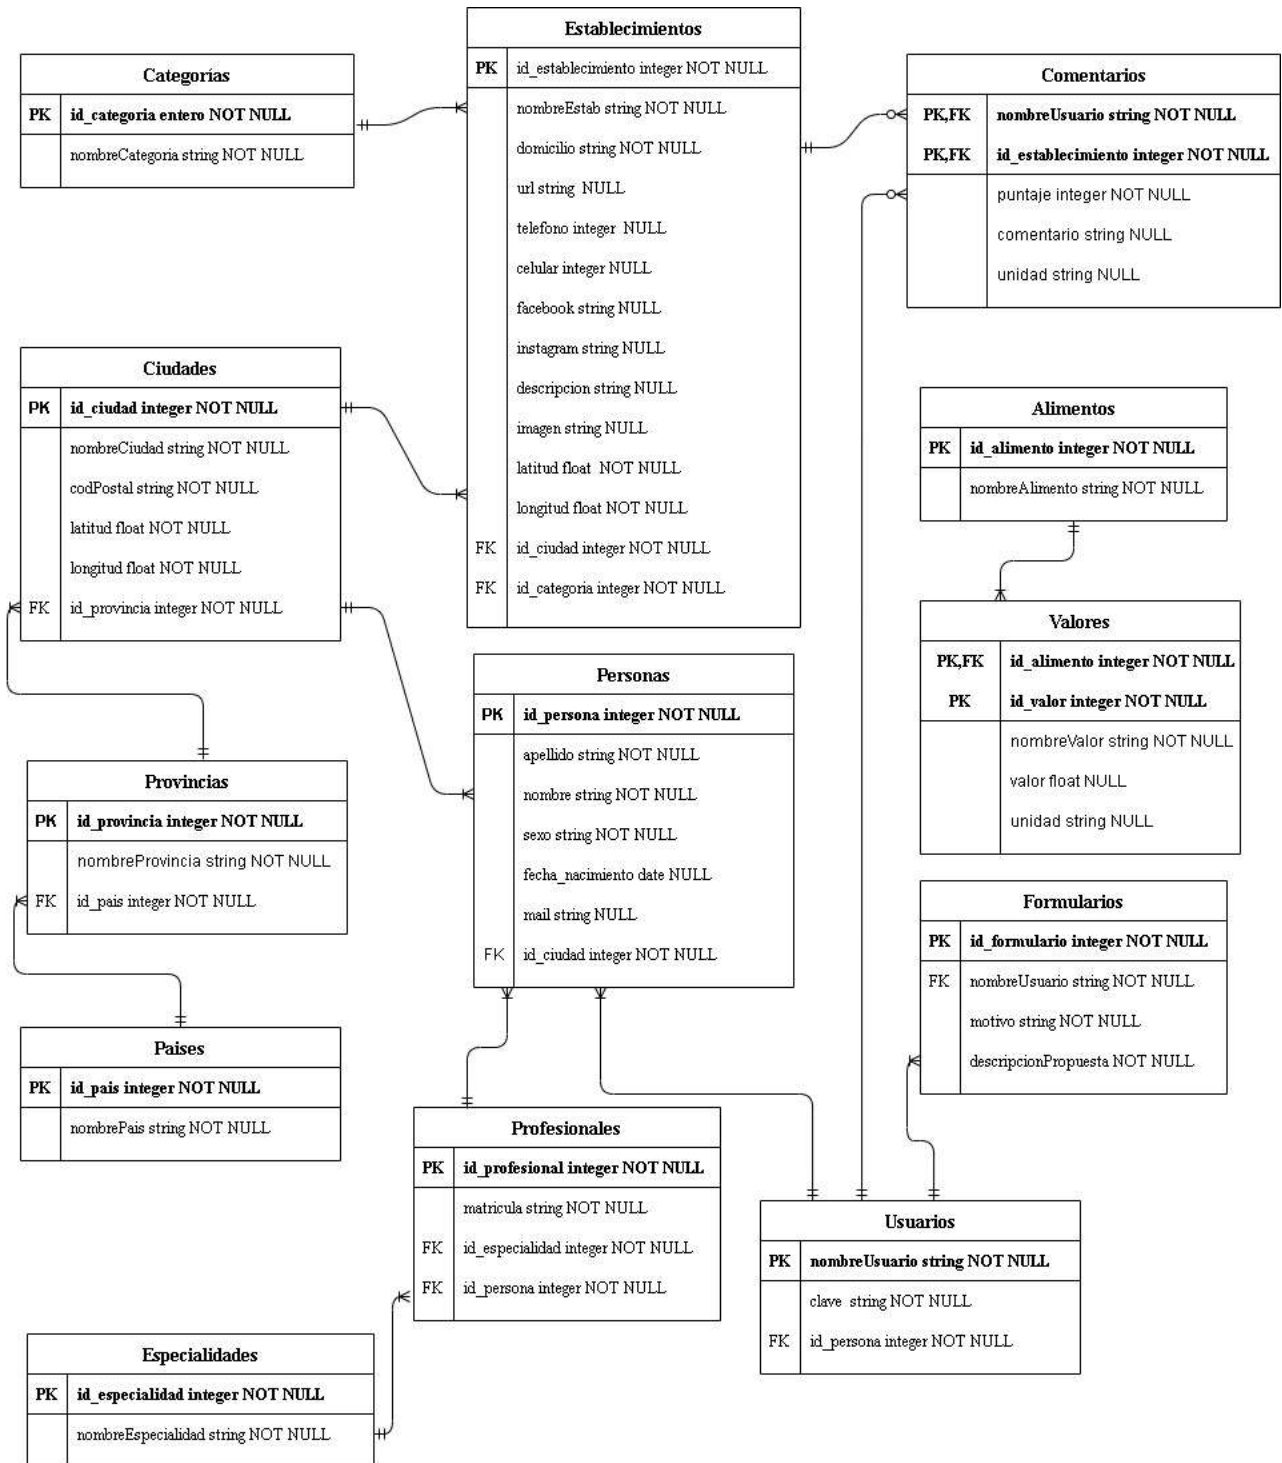 Categorías
PK id_categoria entero NOT NULL
nombreCategoria string NOT NULL
Establecimientos
PK id_establecimiento integer NOT NULL
nombreEstab string NOT NULL
domicilio string NOT NULL
url string NULL
telefono integer NULL
celular integer NULL
facebook string NULL
instagram string NULL
descripcion string NULL
imagen string NULL
latitud float NOT NULL
longitud float NOT NULL
FK id_ciudad integer NOT NULL
FK id_categoria integer NOT NULL
Comentarios
PK,FK nombreUsuario string NOT NULL
PK,FK id_establecimiento integer NOT NULL
puntaje integer NOT NULL
comentario string NULL
unidad string NULL
Ciudades
PK id_ciudad integer NOT NULL
nombreCiudad string NOT NULL
codPostal string NOT NULL
latitud float NOT NULL
longitud float NOT NULL
FK id_provincia integer NOT NULL
Alimentos
PK id_alimento integer NOT NULL
nombreAlimento string NOT NULL
Valores
PK,FK id_alimento integer NOT NULL
PK id_valor integer NOT NULL
nombreValor string NOT NULL
valor float NULL
unidad string NULL
Personas
PK id_persona integer NOT NULL
apellido string NOT NULL
nombre string NOT NULL
sexo string NOT NULL
fecha_nacimiento date NULL
mail string NULL
FK id_ciudad integer NOT NULL
Provincias
PK id_provincia integer NOT NULL
nombreProvincia string NOT NULL
FK id_pais integer NOT NULL
Formularios
PK id_formulario integer NOT NULL
FK nombreUsuario string NOT NULL
motivo string NOT NULL
descripcionPropuesta NOT NULL
Paises
PK id_pais integer NOT NULL
nombrePais string NOT NULL
Profesionales
PK id_profesional integer NOT NULL
matricula string NOT NULL
FK id_especialidad integer NOT NULL
FK id_persona integer NOT NULL
Usuarios
PK nombreUsuario string NOT NULL
clave string NOT NULL
FK id_persona integer NOT NULL
Especialidades
PK id_especialidad integer NOT NULL
nombreEspecialidad string NOT NULL